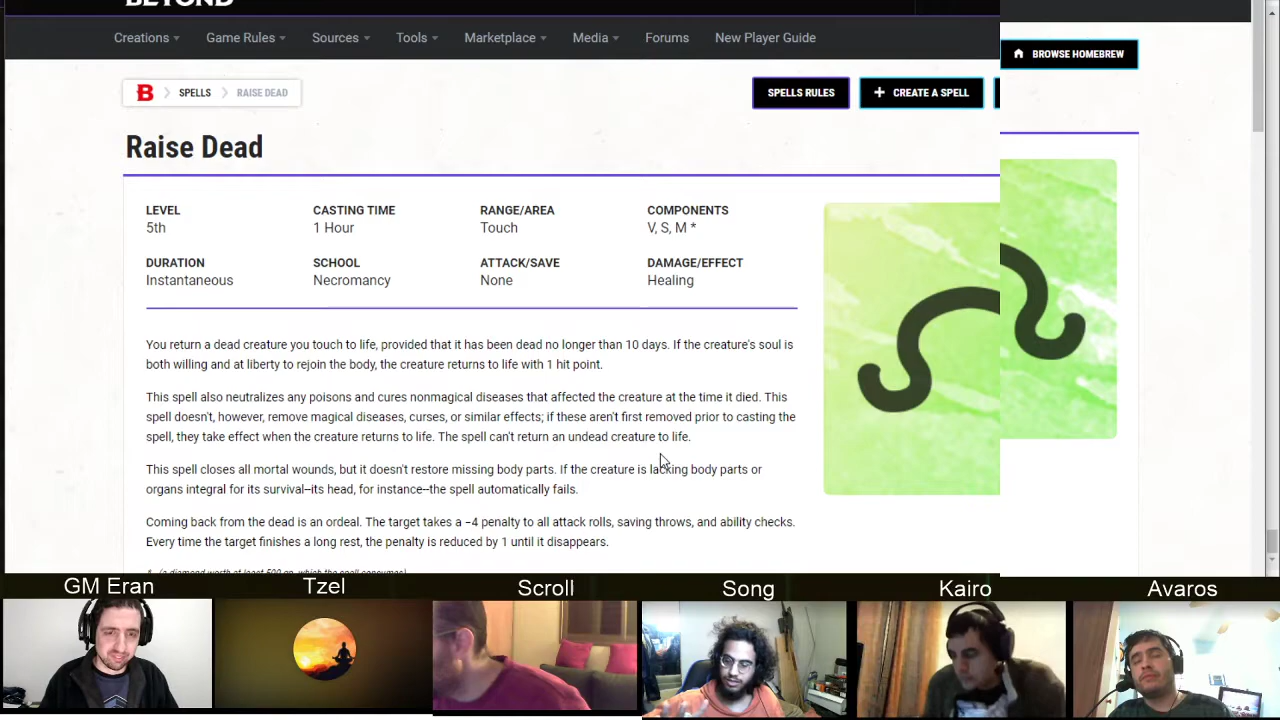 BEYOND
Creations
Game Rules
Sources
Tools
Marketplace
Media
Forums
New Player Guide
BROWSE HOMEBREW
B
SPELLS
RAISE DEAD
SPELLS RULES
+ CREATE A SPELL
Raise Dead
LEVEL
5th
CASTING TIME
1 Hour
RANGE/AREA
Touch
COMPONENTS
V, S, M *
DURATION
Instantaneous
SCHOOL
Necromancy
ATTACK/SAVE
None
DAMAGE/EFFECT
Healing
You return a dead creature you touch to life, provided that it has been dead no longer than 10 days. If the creature's soul is
both willing and at liberty to rejoin the body, the creature returns to life with 1 hit point.
This spell also neutralizes any poisons and cures nonmagical diseases that affected the creature at the time it died. This
spell doesn't, however, remove magical diseases, curses, or similar effects; if these aren't first removed prior to casting the
spell, they take effect when the creature returns to life. The spell can't return an undead creature to life.
This spell closes all mortal wounds, but it doesn't restore missing body parts. If the creature is lacking body parts or
organs integral for its survival—its head, for instance—the spell automatically fails.
Coming back from the dead is an ordeal. The target takes a −4 penalty to all attack rolls, saving throws, and ability checks.
Every time the target finishes a long rest, the penalty is reduced by 1 until it disappears.
* - (a diamond worth at least 500 gp, which the spell consumes)
GM Eran
Tzel
Scroll
Song
Kairo
Avaros